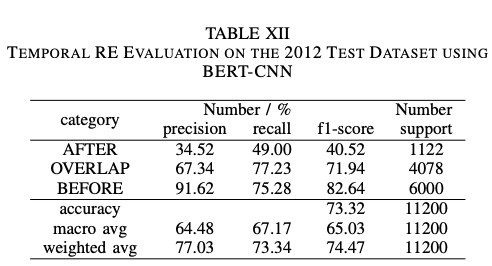 TABLE XII
TEMPORAL RE EVALUATION ON THE 2012 TEST DATASET USING
BERT-CNN
category Number / % Number
precision recall f1-score support
AFTER 34.52 49.00 40.52 1122
OVERLAP 67.34 77.23 71.94 4078
BEFORE 91.62 75.28 82.64 6000
accuracy 73.32 11200
macro avg 64.48 67.17 65.03 11200
weighted avg 77.03 73.34 74.47 11200